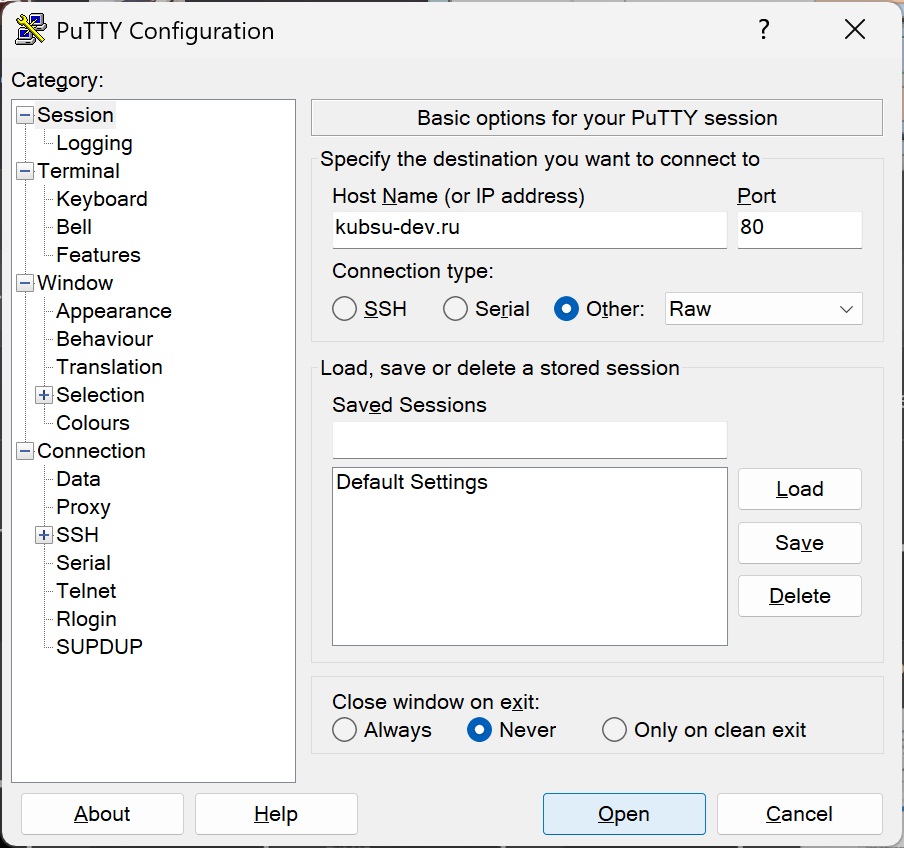 PuTTY Configuration
?
Category:
Session
Logging
Terminal
Keyboard
Bell
Features
Window
Appearance
Behaviour
Translation
Selection
Colours
Connection
Data
Proxy
SSH
Serial
Telnet
Rlogin
SUPDUP
Basic options for your PuTTY session
Specify the destination you want to connect to
Host Name (or IP address) Port
kubsu-dev.ru 80
Connection type:
SSH Serial Other: Raw
Load, save or delete a stored session
Saved Sessions
Default Settings
Load
Save
Delete
Close window on exit:
Always Never Only on clean exit
About Help Open Cancel